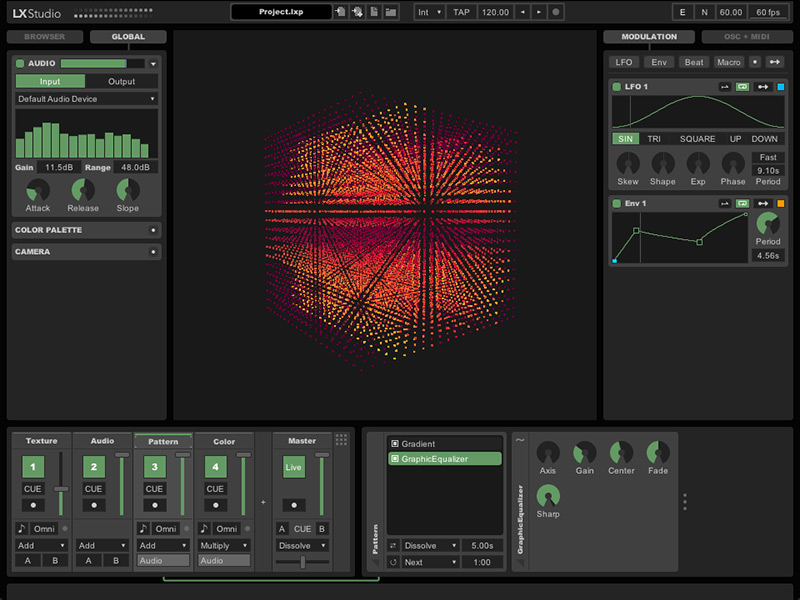 LX Studio
Project.lxp
Int
TAP
120.00
E
N
60.00
60 fps
BROWSER
GLOBAL
AUDIO
Input
Output
Default Audio Device
Gain
11.5dB
Range
48.0dB
Attack
Release
Slope
COLOR PALETTE
CAMERA
MODULATION
OSC + MIDI
LFO
Env
Beat
Macro
LFO 1
SIN
TRI
SQUARE
UP
DOWN
Skew
Shape
Exp
Phase
Fast
9.10s
Period
Env 1
Period
4.56s
Texture
1
CUE
Omni
Add
A
B
Audio
2
CUE
Add
A
B
Pattern
3
CUE
Omni
Add
Audio
Color
4
CUE
Omni
Multiply
Audio
+
Master
Live
A
CUE
B
Dissolve
Pattern
Gradient
GraphicEqualizer
Dissolve
5.00s
Next
1:00
GraphicEqualizer
Axis
Gain
Center
Fade
Sharp